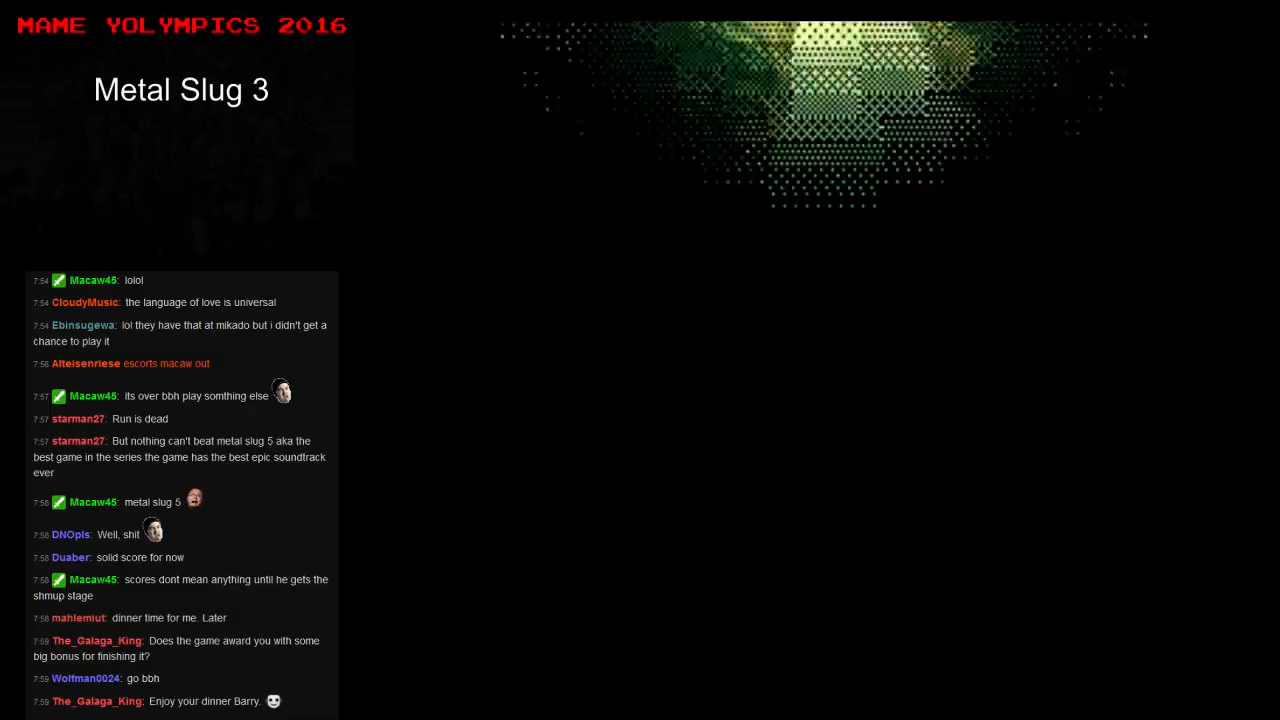 MAME YOLYMPICS 2016
Metal Slug 3
7:54 Macaw45: lolol
7:54 CloudyMusic: the language of love is universal
7:54 Ebinsugewa: lol they have that at mikado but i didn't get a
chance to play it
7:56 Alteisenriese escorts macaw out
7:57 Macaw45: its over bbh play somthing else
7:57 starman27: Run is dead
7:57 starman27: But nothing can't beat metal slug 5 aka the
best game in the series the game has the best epic soundtrack
ever
7:58 Macaw45: metal slug 5
7:58 DNOpls: Well, shit
7:58 Duaber: solid score for now
7:58 Macaw45: scores dont mean anything until he gets the
shmup stage
7:58 mahlemiut: dinner time for me. Later
7:59 The_Galaga_King: Does the game award you with some
big bonus for finishing it?
7:59 Wolfman0024: go bbh
7:59 The_Galaga_King: Enjoy your dinner Barry.